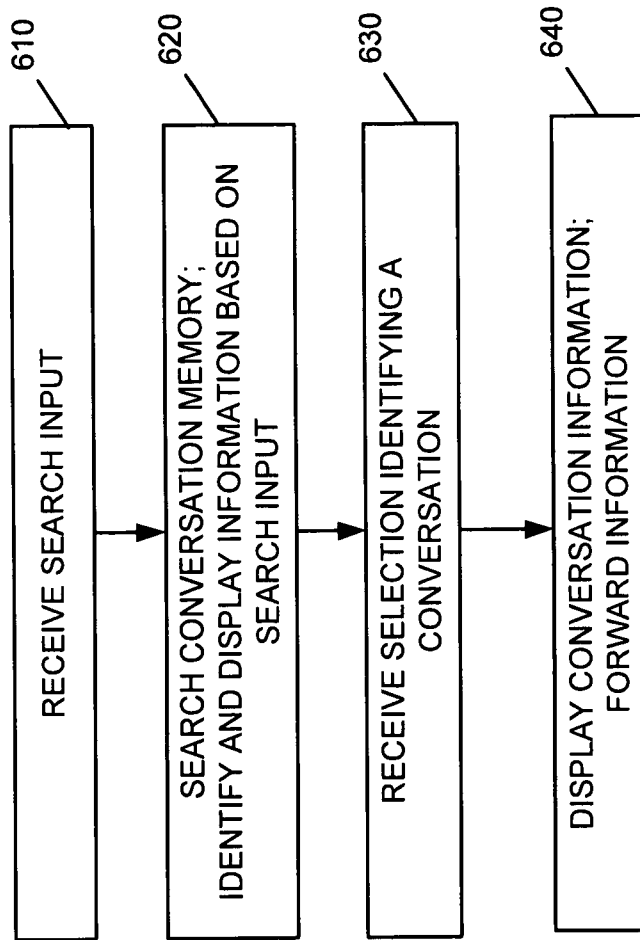 610
RECEIVE SEARCH INPUT
620
SEARCH CONVERSATION MEMORY;
IDENTIFY AND DISPLAY INFORMATION BASED ON
SEARCH INPUT
630
RECEIVE SELECTION IDENTIFYING A
CONVERSATION
640
DISPLAY CONVERSATION INFORMATION;
FORWARD INFORMATION